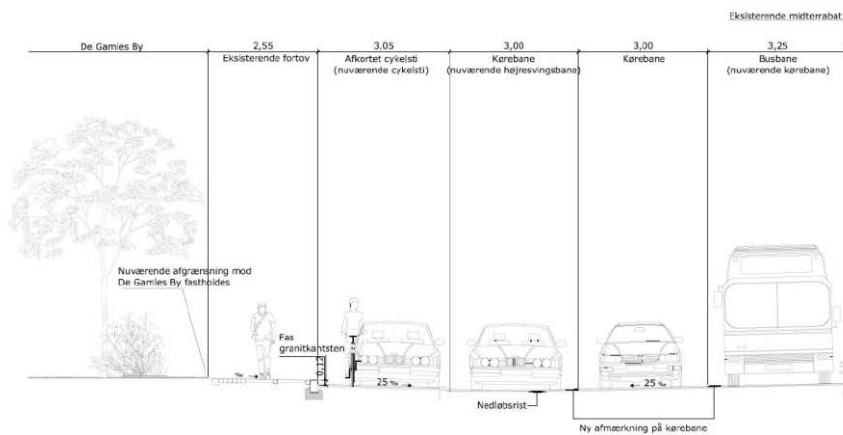 Eksisterende midterrabat
De Gamles By
2,55
Eksisterende fortov
3,05
Afkortet cykelsti
(nuværende cykelsti)
3,00
Kørebane
(nuværende højresvingsbane)
3,00
Kørebane
3,25
Busbane
(nuværende kørebane)
Nuværende afgrænsning mod
De Gamles By fastholdes
Fas
granitkantsten
0,12
‰
25 ‰
25 ‰
Nedløbsrist
Ny afmærkning på kørebane